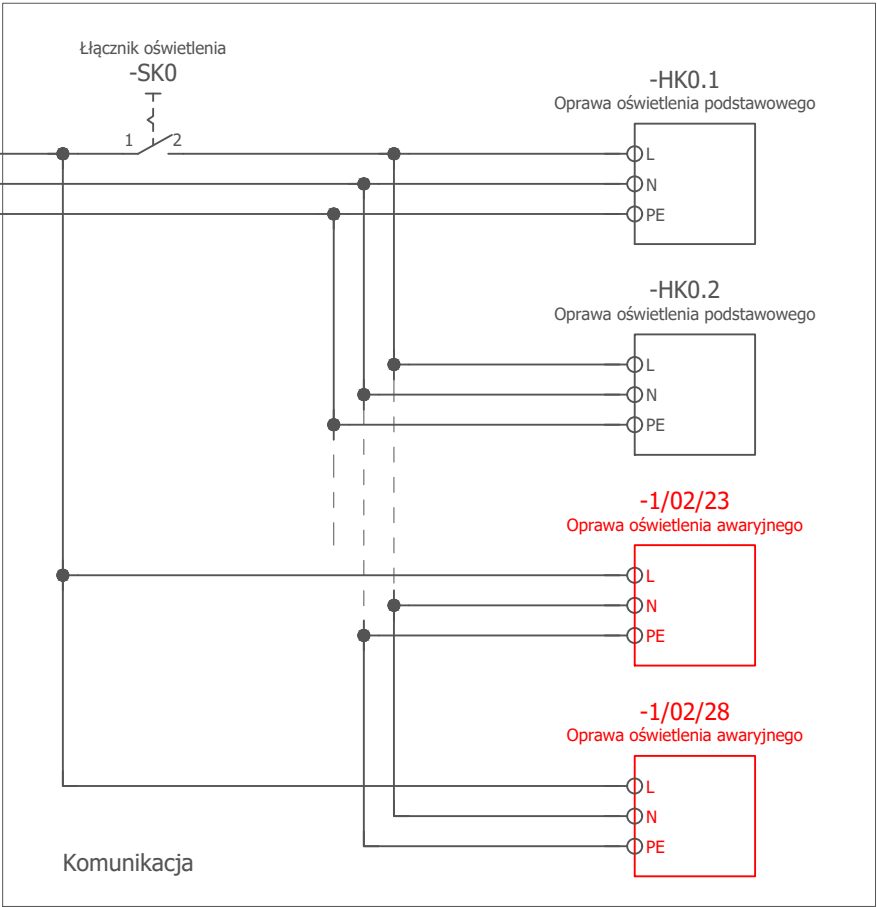 Łłącznik oświetlenia
-SK0
1 2
-HK0.1
Oprawa oświetlenia podstawowego
L
N
PE
-HK0.2
Oprawa oświetlenia podstawowego
L
N
PE
-1/02/23
Oprawa oświetlenia awaryjnego
L
N
PE
-1/02/28
Oprawa oświetlenia awaryjnego
L
N
PE
Komunikacja